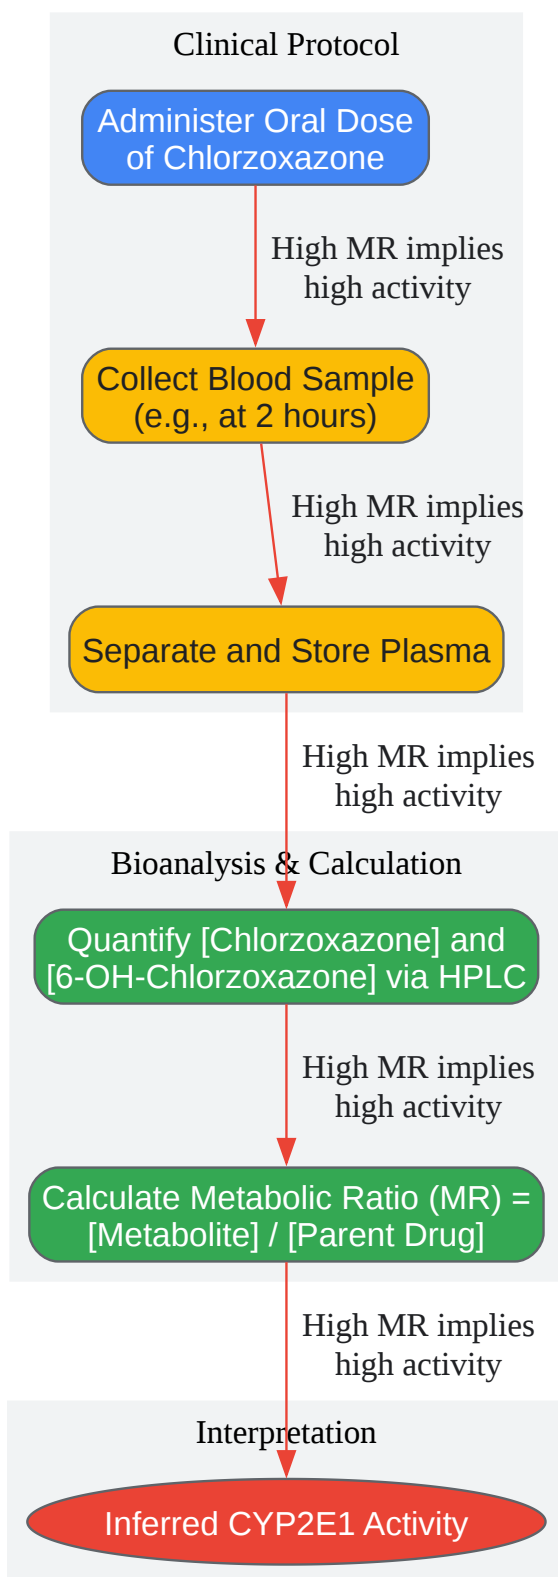 Clinical Protocol
Administer Oral Dose
of Chlorzoxazone
High MR implies
high activity
Collect Blood Sample
(e.g., at 2 hours)
High MR implies
high activity
Separate and Store Plasma
High MR implies
high activity
Bioanalysis & Calculation
Quantify [Chlorzoxazone] and
[6-OH-Chlorzoxazone] via HPLC
High MR implies
high activity
Calculate Metabolic Ratio (MR) =
[Metabolite] / [Parent Drug]
High MR implies
high activity
Interpretation
Inferred CYP2E1 Activity